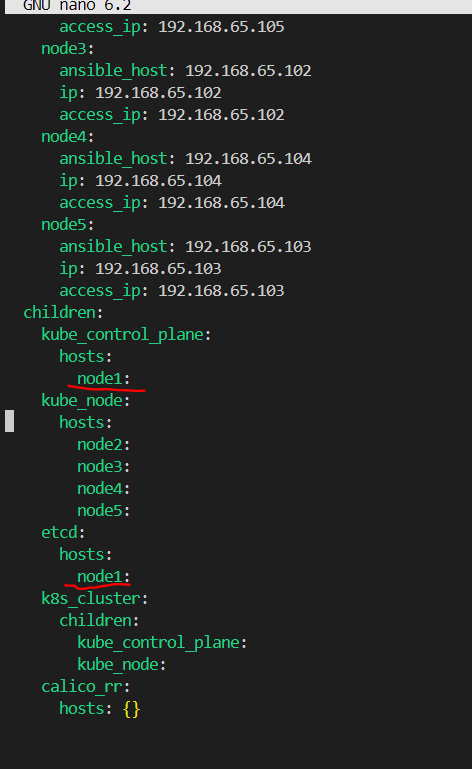 GNU nano 6.2
access_ip: 192.168.65.105
node3:
ansible_host: 192.168.65.102
ip: 192.168.65.102
access_ip: 192.168.65.102
node4:
ansible_host: 192.168.65.104
ip: 192.168.65.104
access_ip: 192.168.65.104
node5:
ansible_host: 192.168.65.103
ip: 192.168.65.103
access_ip: 192.168.65.103
children:
kube_control_plane:
hosts:
node1:
kube_node:
hosts:
node2:
node3:
node4:
node5:
etcd:
hosts:
node1:
k8s_cluster:
children:
kube_control_plane:
kube_node:
calico_rr:
hosts: {}